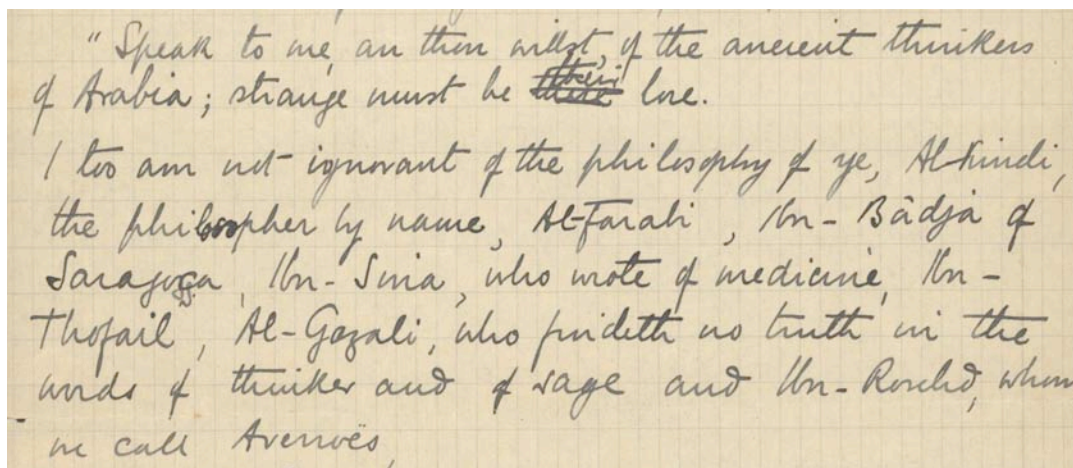 "Speak to me, an thou willst, of the ancient thinkers
of Arabia; strange must be their lore.
I too am not ignorant of the philosophy of ye, Al-Kindi,
the philosopher by name, Al-Farabi, Ibn-Bâdja of
Saragoça, Ibn-Sina, who wrote of medicine, Ibn-
Thofail, Al-Gazali, who findeth no truth in the
words of thinker and of sage and Ibn-Roschd, whom
we call Averroës,